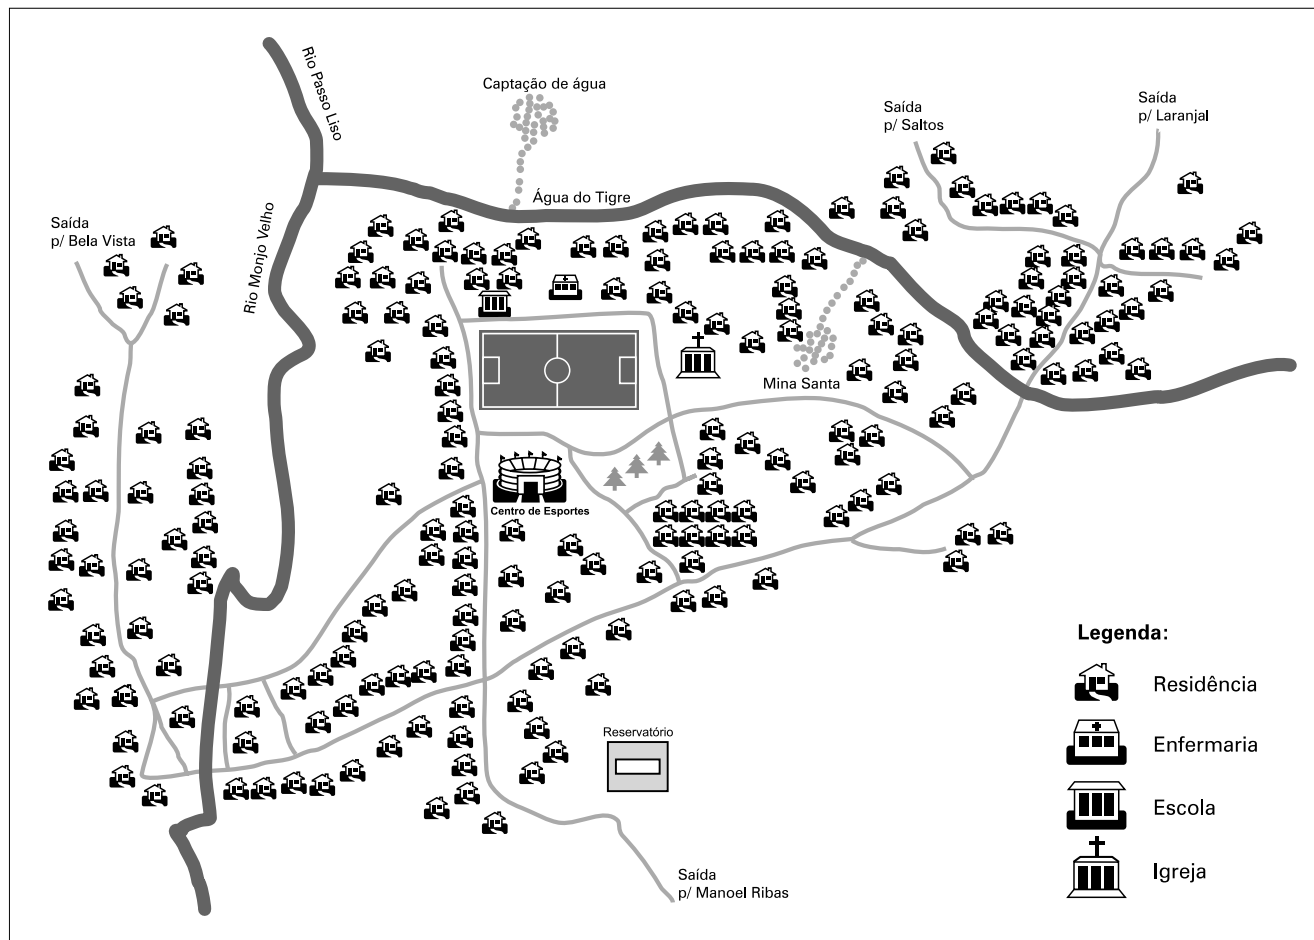 Rio Passo Liso
Captação de água
Saída
p/ Saltos
Saída
p/ Laranjal
Água do Tigre
Saída
p/ Bela Vista
Rio Monjo Velho
Mina Santa
Centro de Esportes
Reservatório
Saída
p/ Manoel Ribas
Legenda:
Residência
Enfermaria
Escola
Igreja